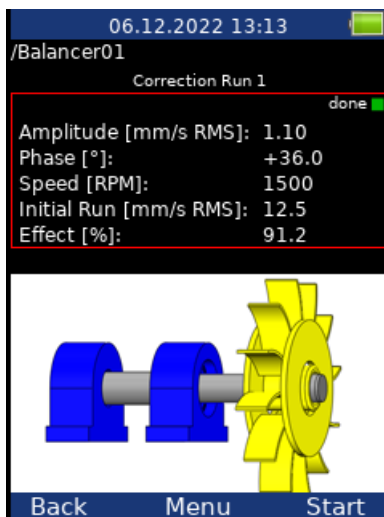 06.12.2022 13:13
/Balancer01
Correction Run 1
done
Amplitude [mm/s RMS]: 1.10
Phase [°]: +36.0
Speed [RPM]: 1500
Initial Run [mm/s RMS]: 12.5
Effect [%]: 91.2
Back Menu Start